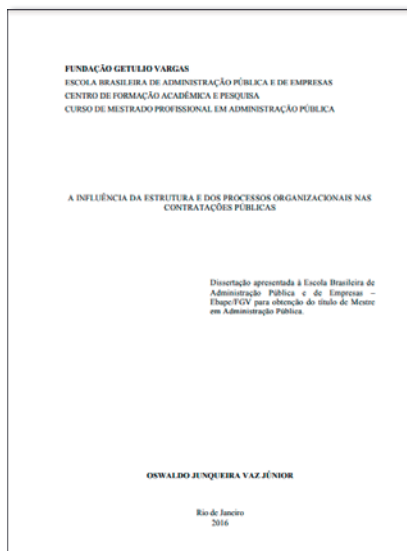 FUNDAÇÃO GETULIO VARGAS
ESCOLA BRASILEIRA DE ADMINISTRAÇÃO PÚBLICA E DE EMPRESAS
CENTRO DE FORMAÇÃO ACADÊMICA E PESQUISA
CURSO DE MESTRADO PROFISSIONAL EM ADMINISTRAÇÃO PÚBLICA
A INFLUÊNCIA DA ESTRUTURA E DOS PROCESSOS ORGANIZACIONAIS NAS
CONTRATAÇÕES PÚBLICAS
Dissertação apresentada à Escola Brasileira de
Administração Pública e de Empresas –
Ebape/FGV para obtenção do título de Mestre
em Administração Pública.
OSWALDO JUNQUEIRA VAZ JÚNIOR
Rio de Janeiro
2016